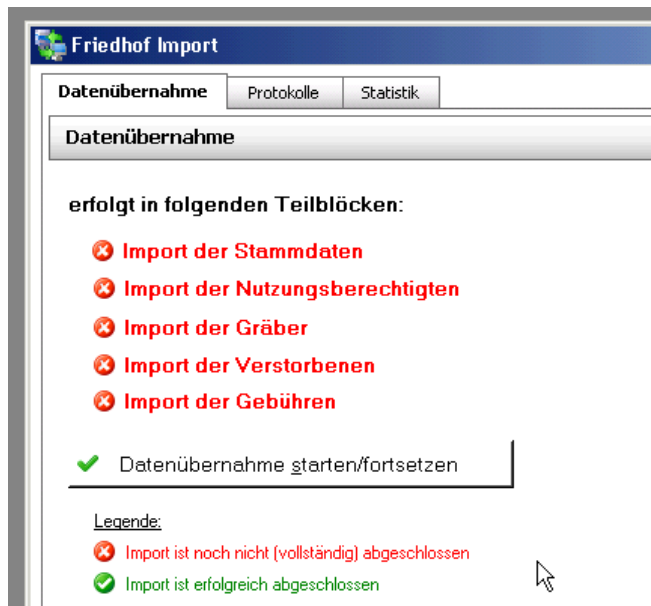 Friedhof Import
Datenübernahme Protokolle Statistik
Datenübernahme
erfolgt in folgenden Teilblöcken:
Import der Stammdaten
Import der Nutzungsberechtigten
Import der Gräber
Import der Verstorbenen
Import der Gebühren
Datenübernahme starten/fortsetzen
Legende:
Import ist noch nicht (vollständig) abgeschlossen
Import ist erfolgreich abgeschlossen